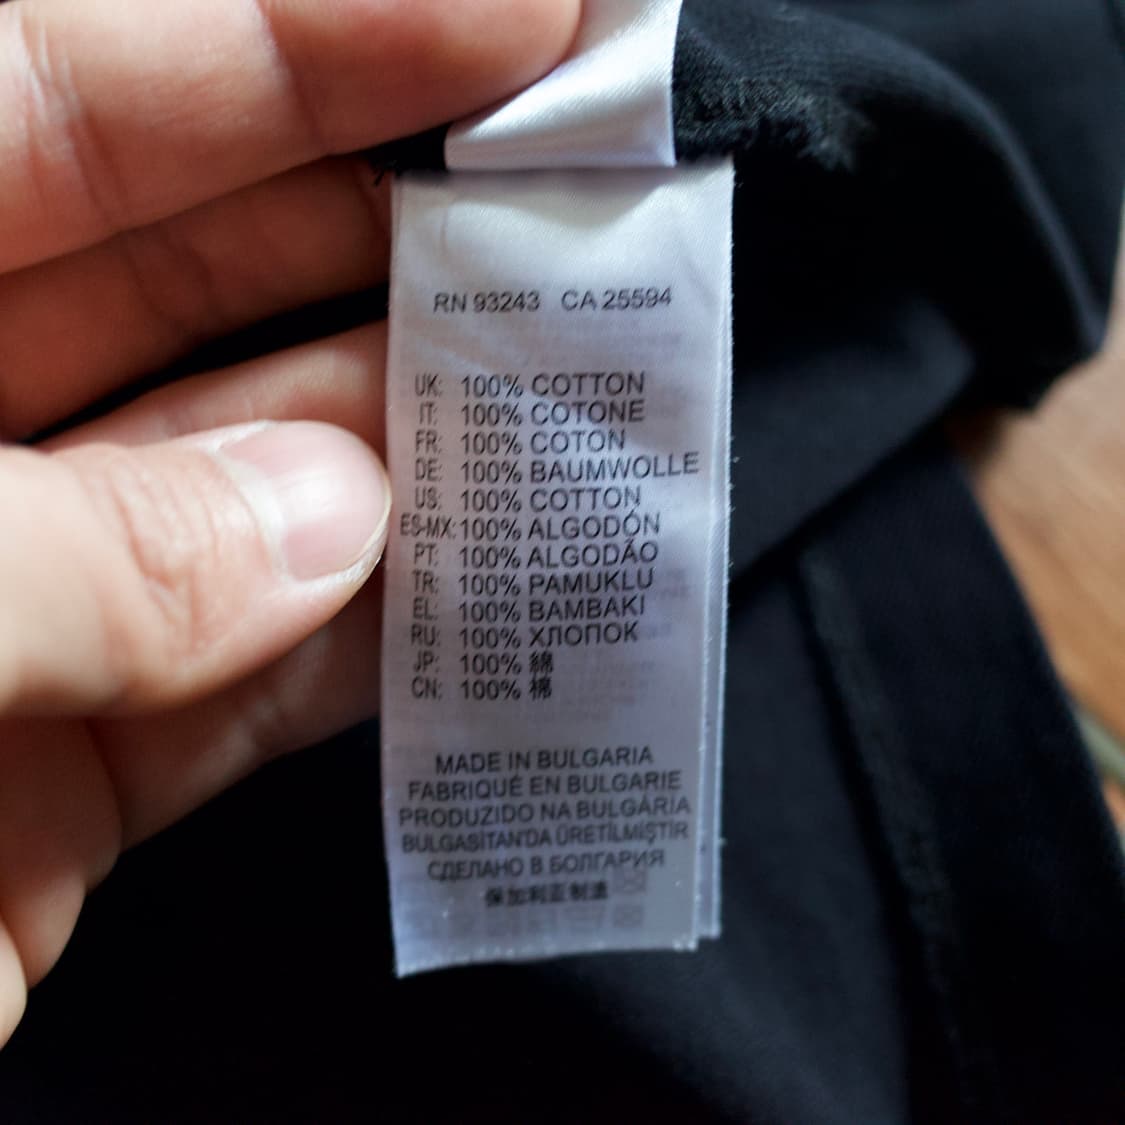 RN 93243 CA 25594
UK: 100% COTTON
IT: 100% COTONE
FR: 100% COTON
DE: 100% BAUMWOLLE
US: 100% COTTON
ES-MX: 100% ALGODÓN
PT: 100% ALGODÃO
TR: 100% PAMUKLU
EL: 100% BAMBAKI
RU: 100% ХЛОПОК
JP: 100% 綿
CN: 100% 棉
MADE IN BULGARIA
FABRIQUÉ EN BULGARIE
PRODUZIDO NA BULGÁRIA
BULGASİTAN'DA ÜRETİLMİŞTİR
СДЕЛАНО В БОЛГАРИЯ
保加利亚制造